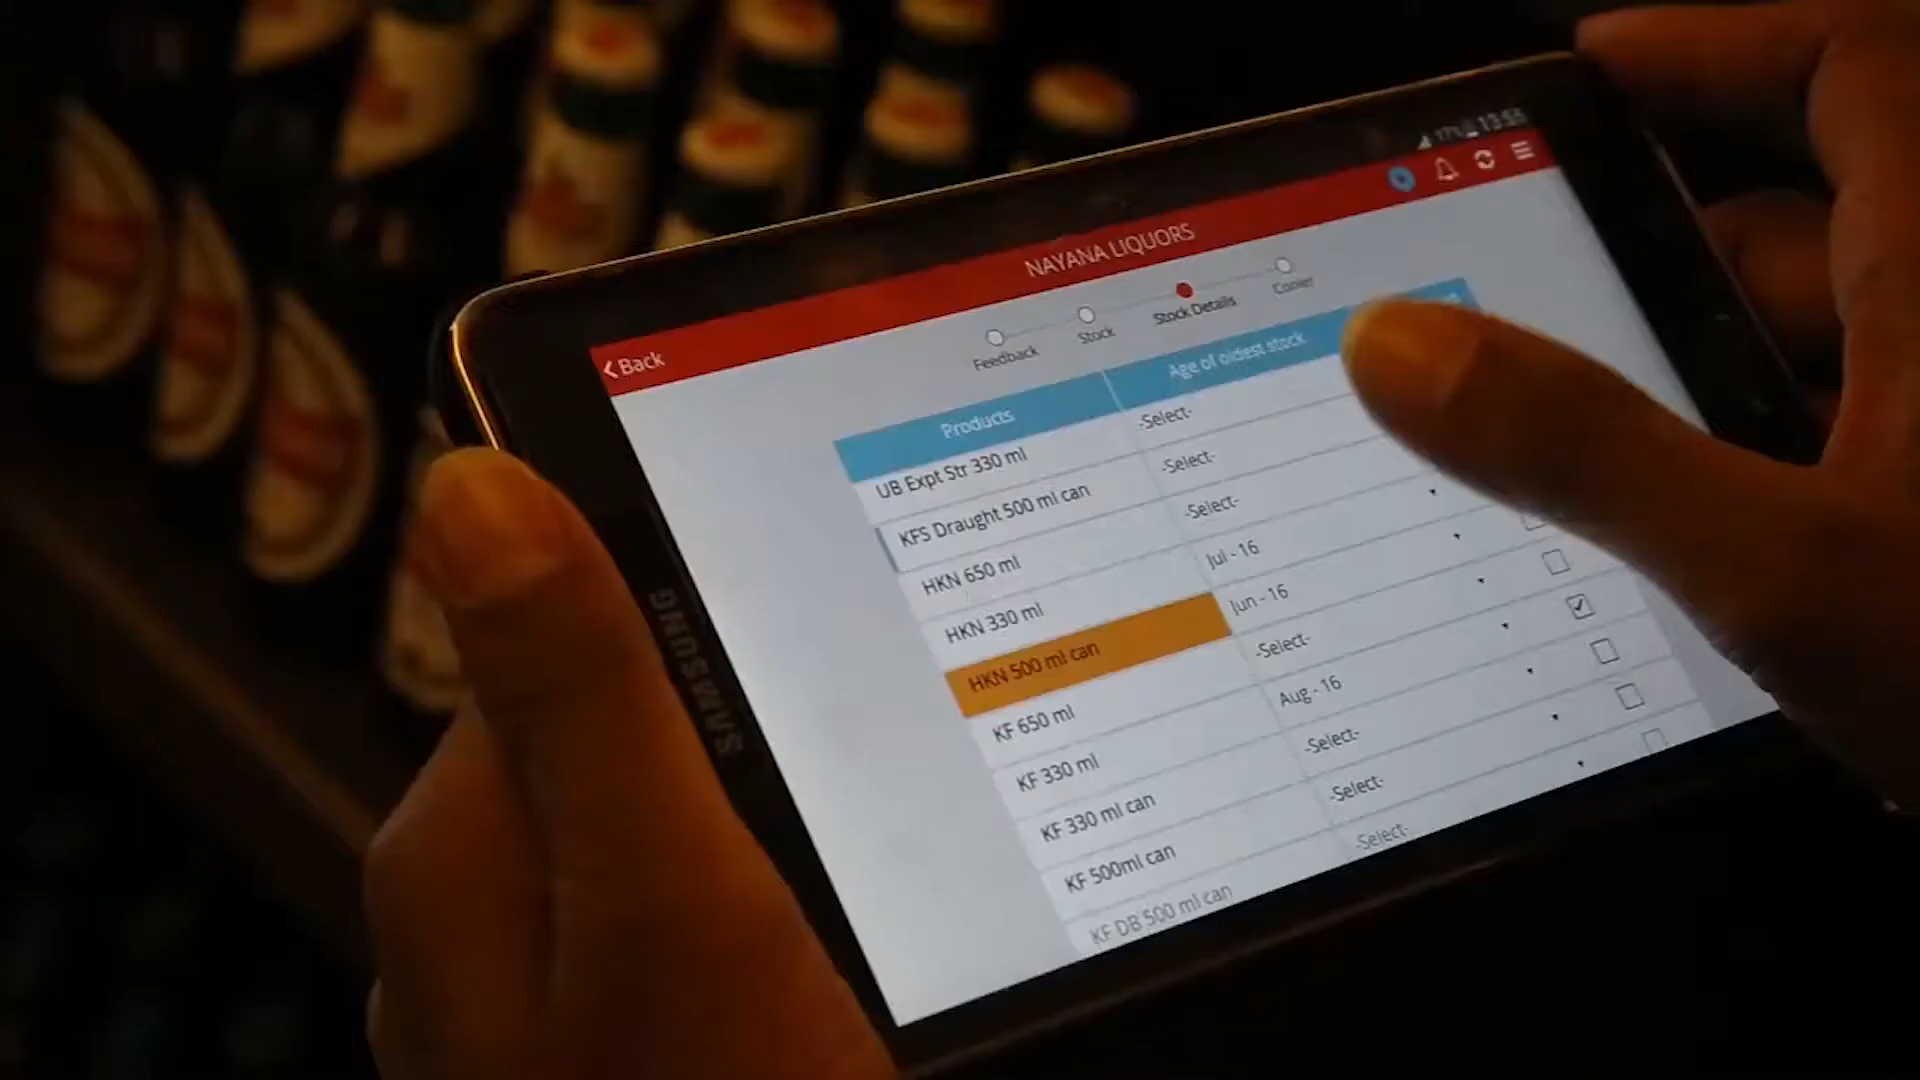 13:55
NAYANA LIQUORS
Back
Feedback
Stock
Stock Details
Cooler
Products
Age of oldest stock
UB Expt Str 330 ml
-Select-
KFS Draught 500 ml can
-Select-
HKN 650 ml
-Select-
HKN 330 ml
Jul - 16
HKN 500 ml can
Jun - 16
KF 650 ml
-Select-
KF 330 ml
Aug - 16
KF 330 ml can
-Select-
KF 500ml can
-Select-
KF DB 500 ml can
-Select-
SAMSUNG